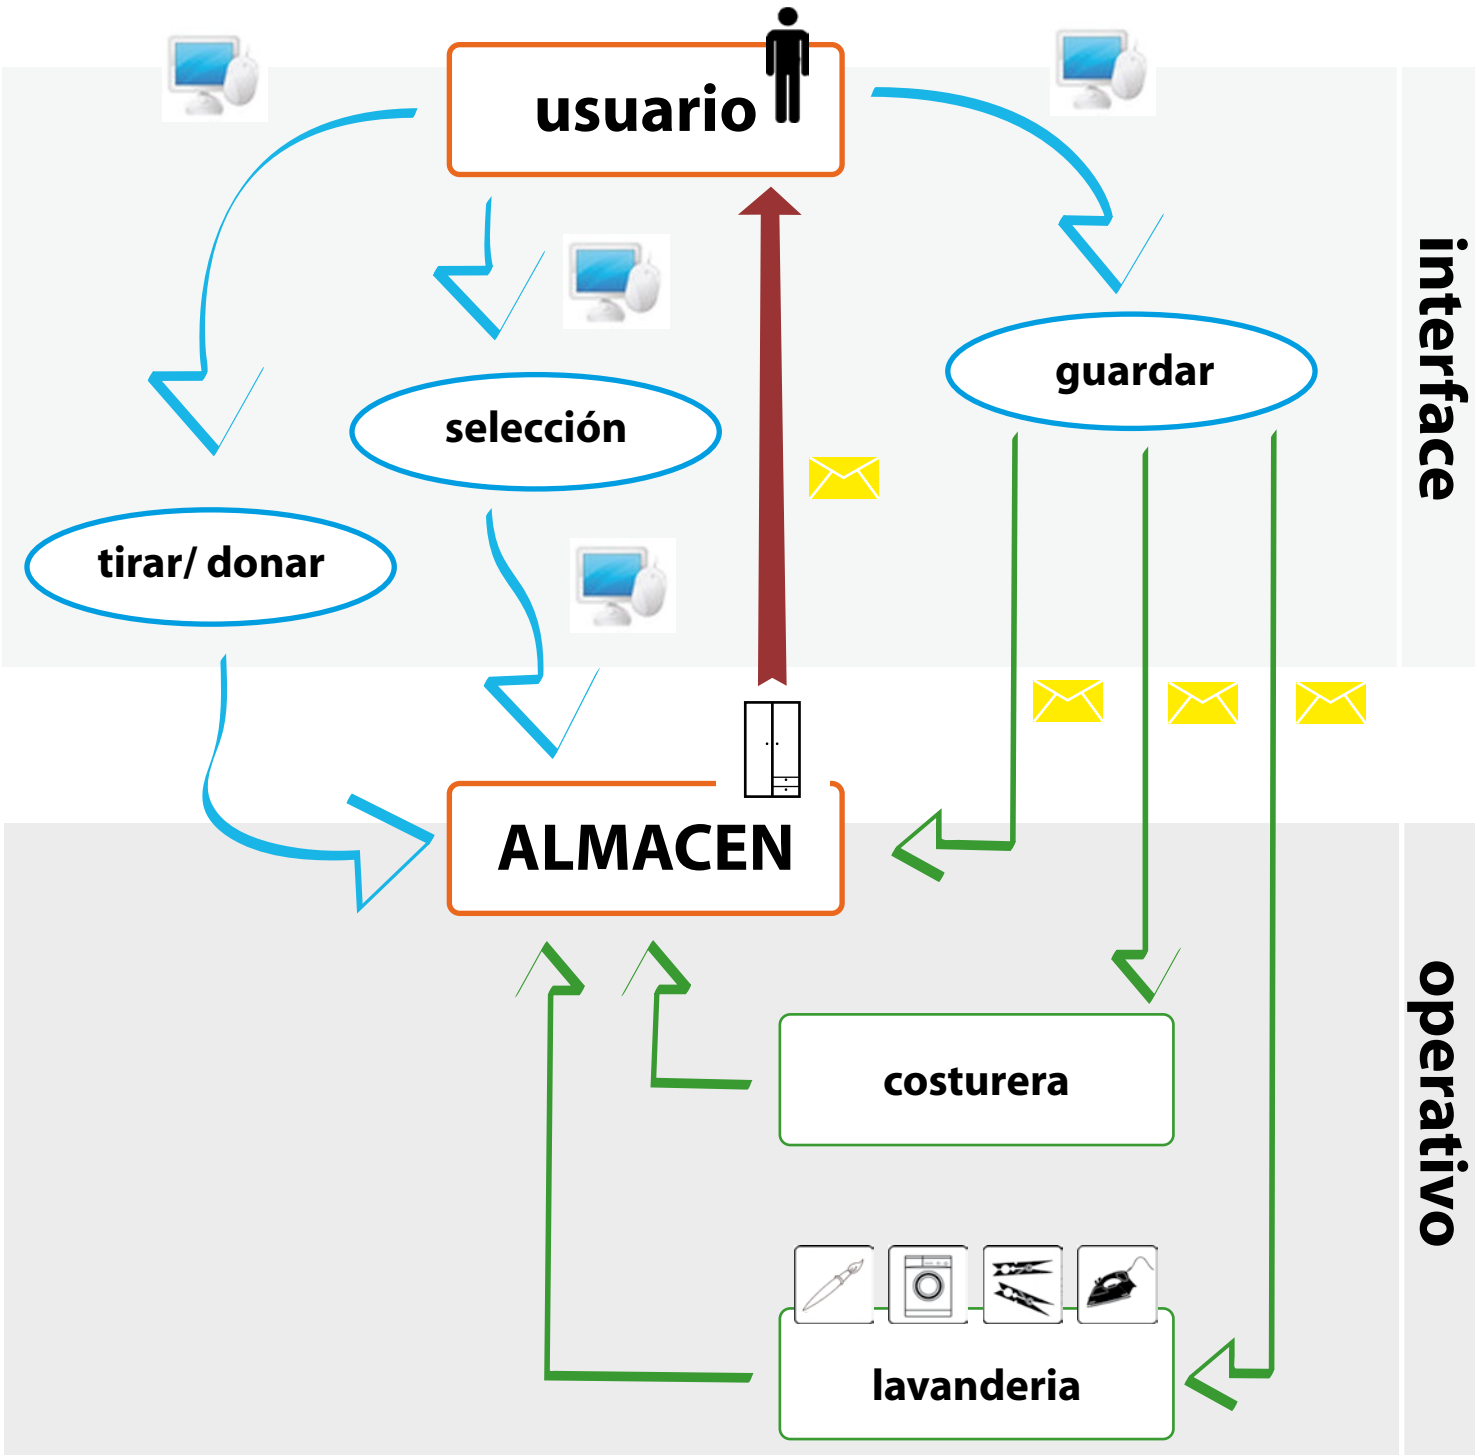 usuario
guardar
selección
tirar/ donar
interface
ALMACEN
costurera
lavanderia
operativo